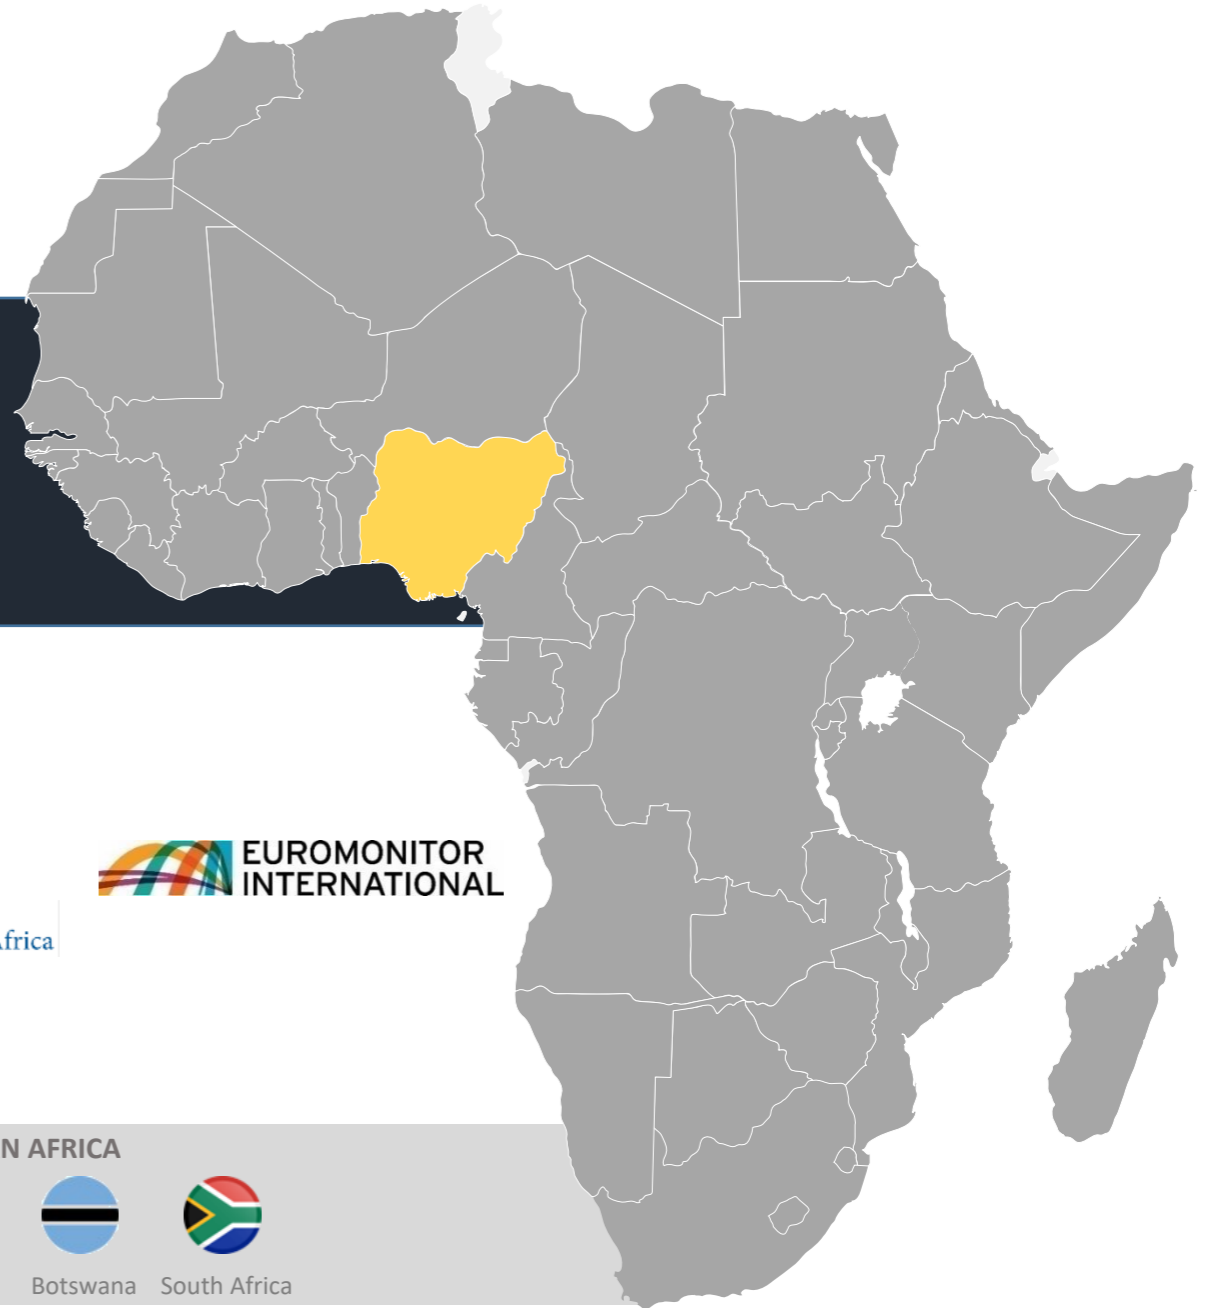 EUROMONITOR
INTERNATIONAL
frica
N AFRICA
Botswana South Africa